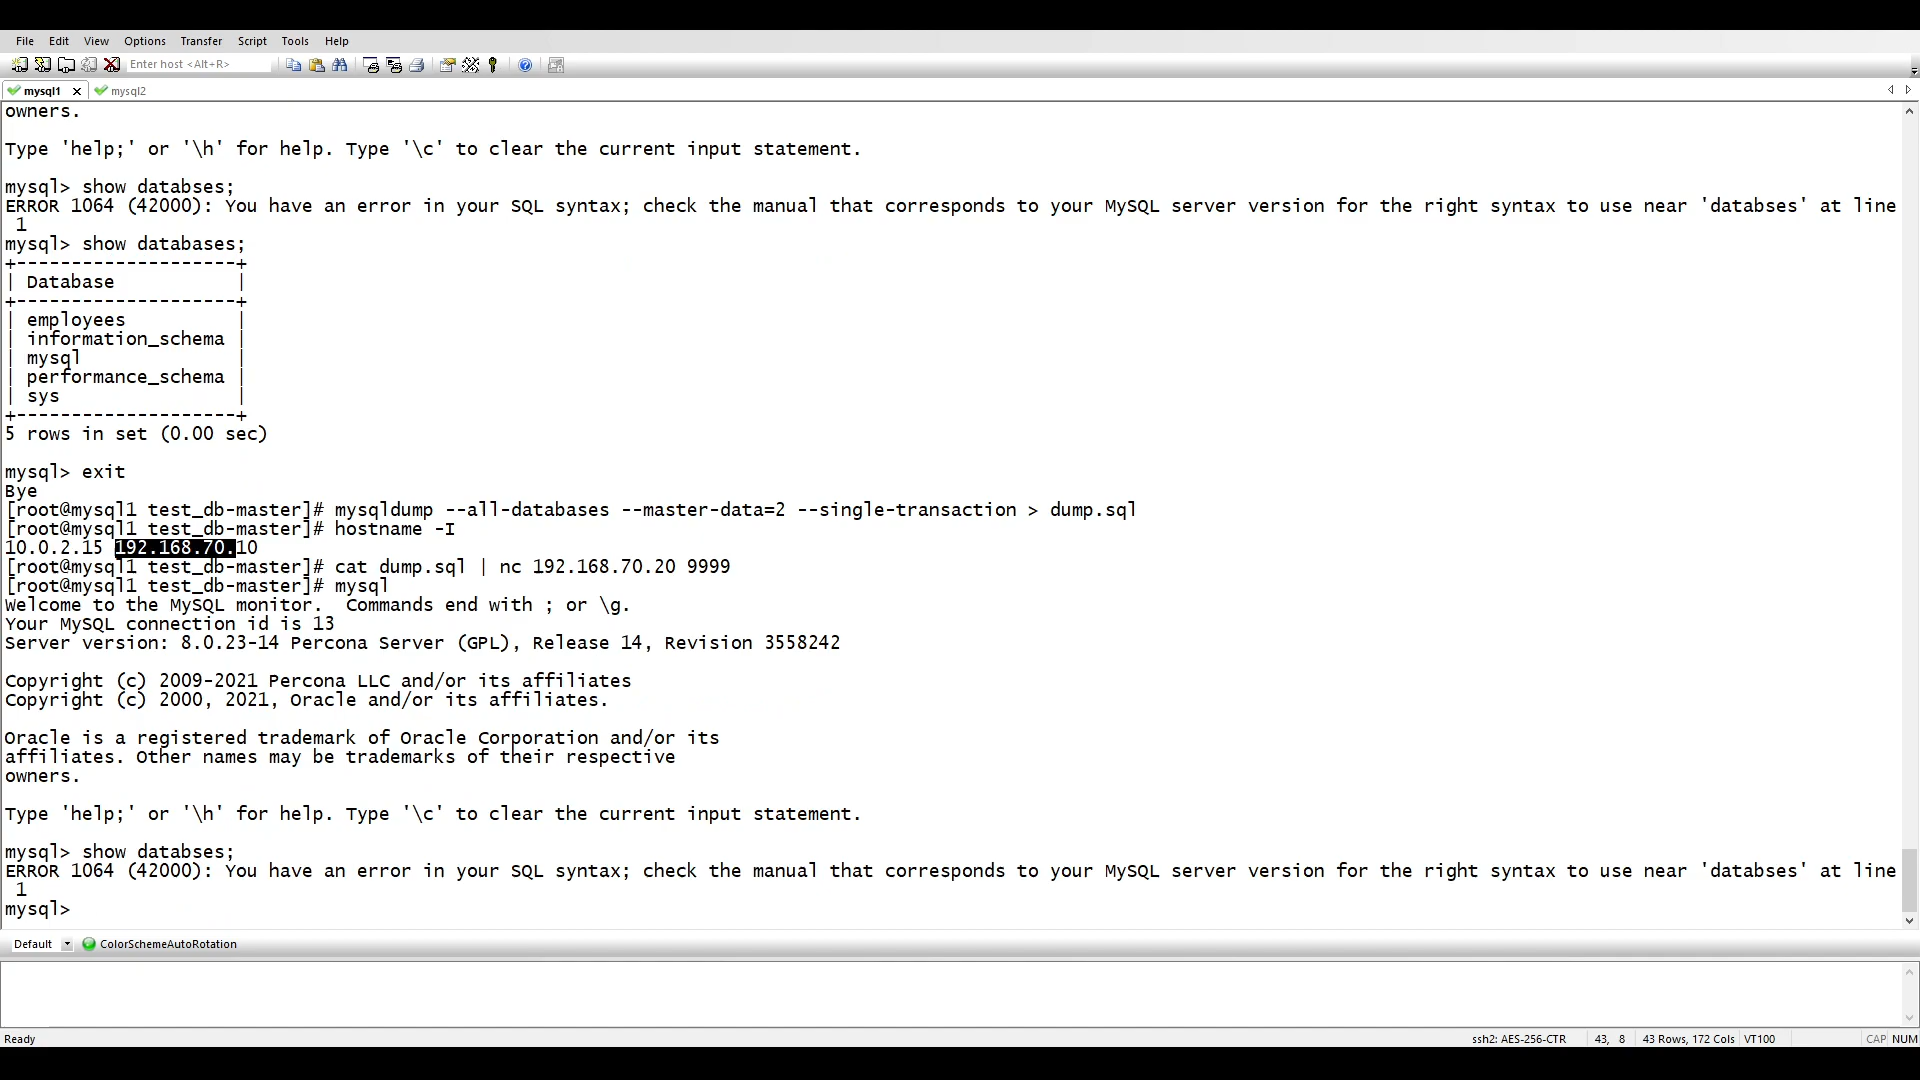 File Edit View Options Transfer Script Tools Help
Enter host <Alt+R>
mysql1 mysql2
owners.
Type 'help;' or '\h' for help. Type '\c' to clear the current input statement.
mysql> show databses;
ERROR 1064 (42000): You have an error in your SQL syntax; check the manual that corresponds to your MySQL server version for the right syntax to use near 'databses' at line
1
mysql> show databases;
+--------------------+
| Database           |
+--------------------+
| employees          |
| information_schema |
| mysql              |
| performance_schema |
| sys                |
+--------------------+
5 rows in set (0.00 sec)
mysql> exit
Bye
[root@mysql1 test_db-master]# mysqldump --all-databases --master-data=2 --single-transaction > dump.sql
[root@mysql1 test_db-master]# hostname -I
10.0.2.15 192.168.70.10
[root@mysql1 test_db-master]# cat dump.sql | nc 192.168.70.20 9999
[root@mysql1 test_db-master]# mysql
Welcome to the MySQL monitor.  Commands end with ; or \g.
Your MySQL connection id is 13
Server version: 8.0.23-14 Percona Server (GPL), Release 14, Revision 3558242
Copyright (c) 2009-2021 Percona LLC and/or its affiliates
Copyright (c) 2000, 2021, Oracle and/or its affiliates.
Oracle is a registered trademark of Oracle Corporation and/or its
affiliates. Other names may be trademarks of their respective
owners.
Type 'help;' or '\h' for help. Type '\c' to clear the current input statement.
mysql> show databses;
ERROR 1064 (42000): You have an error in your SQL syntax; check the manual that corresponds to your MySQL server version for the right syntax to use near 'databses' at line
1
mysql>
Default ColorSchemeAutoRotation
Ready ssh2: AES-256-CTR 43, 8 43 Rows, 172 Cols VT100 CAP NUM